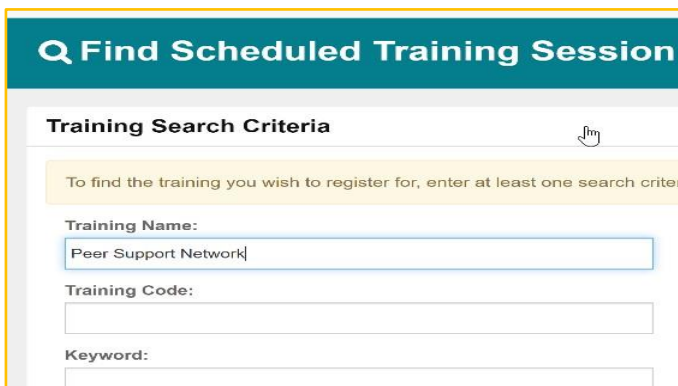 Find Scheduled Training Session
Training Search Criteria
To find the training you wish to register for, enter at least one search
Training Name:
Peer Support Network
Training Code:
Keyword: